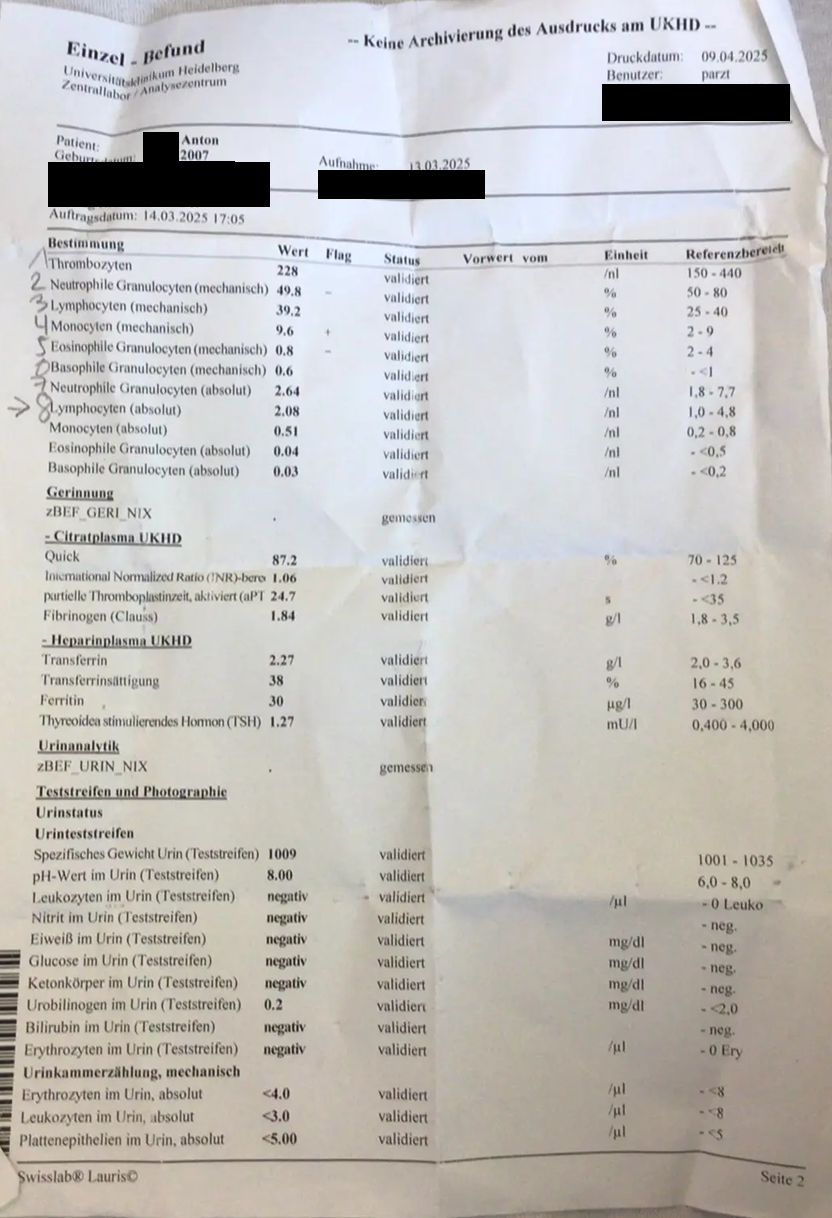 -- Keine Archivierung des Ausdrucks am UKHD --
Einzel - Befund
Universitätsklinikum Heidelberg
Zentrallabor / Analysezentrum
Druckdatum: 09.04.2025
Benutzer: parzt
Patient: Anton
2007
Aufnahme: 13.03.2025
Auftragsdatum: 14.03.2025 17:05
Bestimmung Wert Flag Status Vorwert vom Einheit Referenzbereich
1 Thrombozyten 228 validiert /nl 150 - 440
2 Neutrophile Granulocyten (mechanisch) 49.8 - validiert % 50 - 80
3 Lymphocyten (mechanisch) 39.2 validiert % 25 - 40
4 Monocyten (mechanisch) 9.6 + validiert % 2 - 9
5 Eosinophile Granulocyten (mechanisch) 0.8 - validiert % 2 - 4
6 Basophile Granulocyten (mechanisch) 0.6 validiert % - <1
7 Neutrophile Granulocyten (absolut) 2.64 validiert /nl 1,8 - 7,7
→ 8 Lymphocyten (absolut) 2.08 validiert /nl 1,0 - 4,8
Monocyten (absolut) 0.51 validiert /nl 0,2 - 0,8
Eosinophile Granulocyten (absolut) 0.04 validiert /nl - <0,5
Basophile Granulocyten (absolut) 0.03 validiert /nl - <0,2
Gerinnung
zBEF_GERI_NIX . gemessen
- Citratplasma UKHD
Quick 87.2 validiert % 70 - 125
International Normalized Ratio (INR)-bere 1.06 validiert - <1.2
partielle Thromboplastinzeit, aktiviert (aPT 24.7 validiert s - <35
Fibrinogen (Clauss) 1.84 validiert g/l 1,8 - 3,5
- Heparinplasma UKHD
Transferrin 2.27 validiert g/l 2,0 - 3,6
Transferrinsättigung 38 validiert % 16 - 45
Ferritin 30 validiert µg/l 30 - 300
Thyreoidea stimulierendes Hormon (TSH) 1.27 validiert mU/l 0,400 - 4,000
Urinanalytik
zBEF_URIN_NIX . gemessen
Teststreifen und Photographie
Urinstatus
Urinteststreifen
Spezifisches Gewicht Urin (Teststreifen) 1009 validiert 1001 - 1035
pH-Wert im Urin (Teststreifen) 8.00 validiert 6,0 - 8,0
Leukozyten im Urin (Teststreifen) negativ validiert /µl - 0 Leuko
Nitrit im Urin (Teststreifen) negativ validiert - neg.
Eiweiß im Urin (Teststreifen) negativ validiert mg/dl - neg.
Glucose im Urin (Teststreifen) negativ validiert mg/dl - neg.
Ketonkörper im Urin (Teststreifen) negativ validiert mg/dl - neg.
Urobilinogen im Urin (Teststreifen) 0.2 validiert mg/dl - <2,0
Bilirubin im Urin (Teststreifen) negativ validiert - neg.
Erythrozyten im Urin (Teststreifen) negativ validiert /µl - 0 Ery
Urinkammerzählung, mechanisch
Erythrozyten im Urin, absolut <4.0 validiert /µl - <8
Leukozyten im Urin, absolut <3.0 validiert /µl - <8
Plattenepithelien im Urin, absolut <5.00 validiert /µl - <5
Swisslab® Lauris©
Seite 2